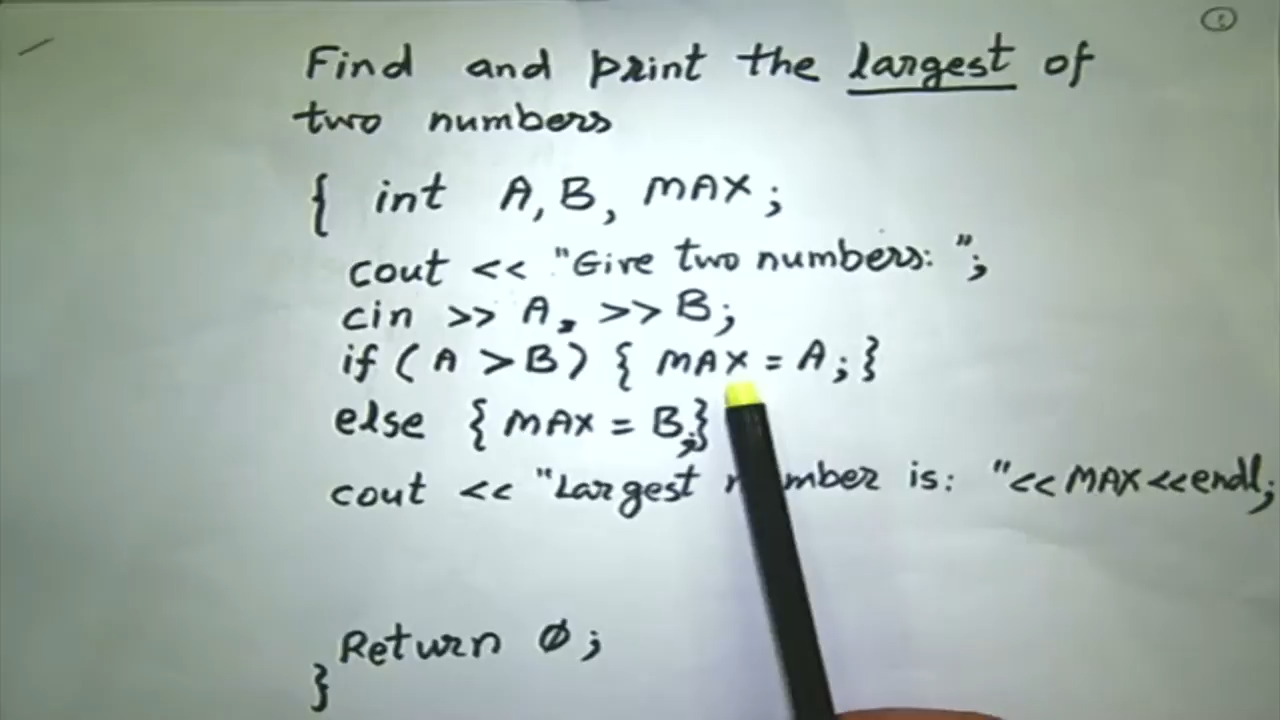 Find and print the largest of
two numbers
{ int A, B, MAX;
cout << "Give two numbers: ";
cin >> A, >> B;
if (A > B) { MAX = A; }
else { MAX = B; }
cout << "Largest number is: "<< MAX<<endl;
Return 0;
}